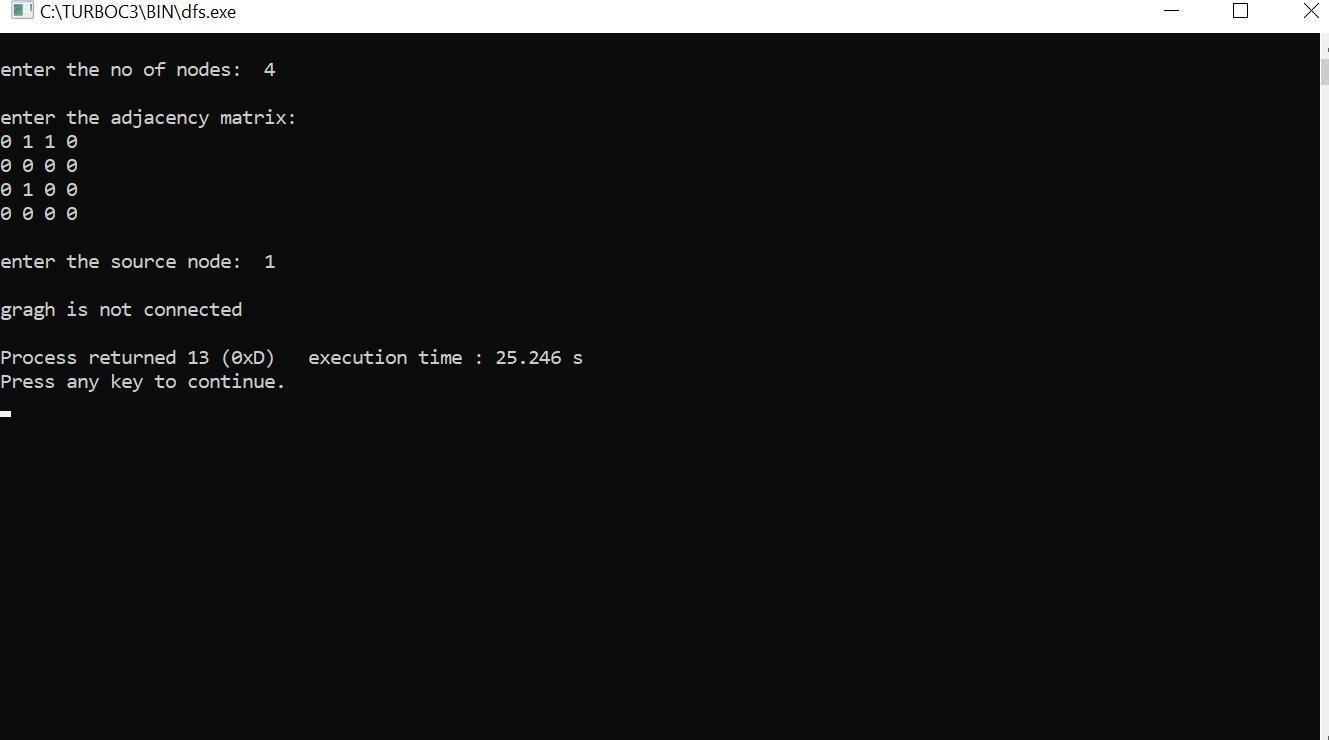 C:\TURBOC3\BIN\dfs.exe
enter the no of nodes:  4
enter the adjacency matrix:
0 1 1 0
0 0 0 0
0 1 0 0
0 0 0 0
enter the source node:  1
gragh is not connected
Process returned 13 (0xD)   execution time : 25.246 s
Press any key to continue.